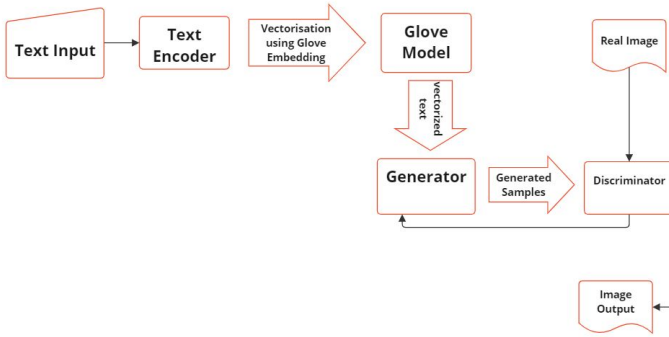 Text Input
Text
Encoder
Vectorisation
using Glove
Embedding
Glove
Model
Real Image
vectorized
text
Generator
Generated
Samples
Discriminator
Image
Output